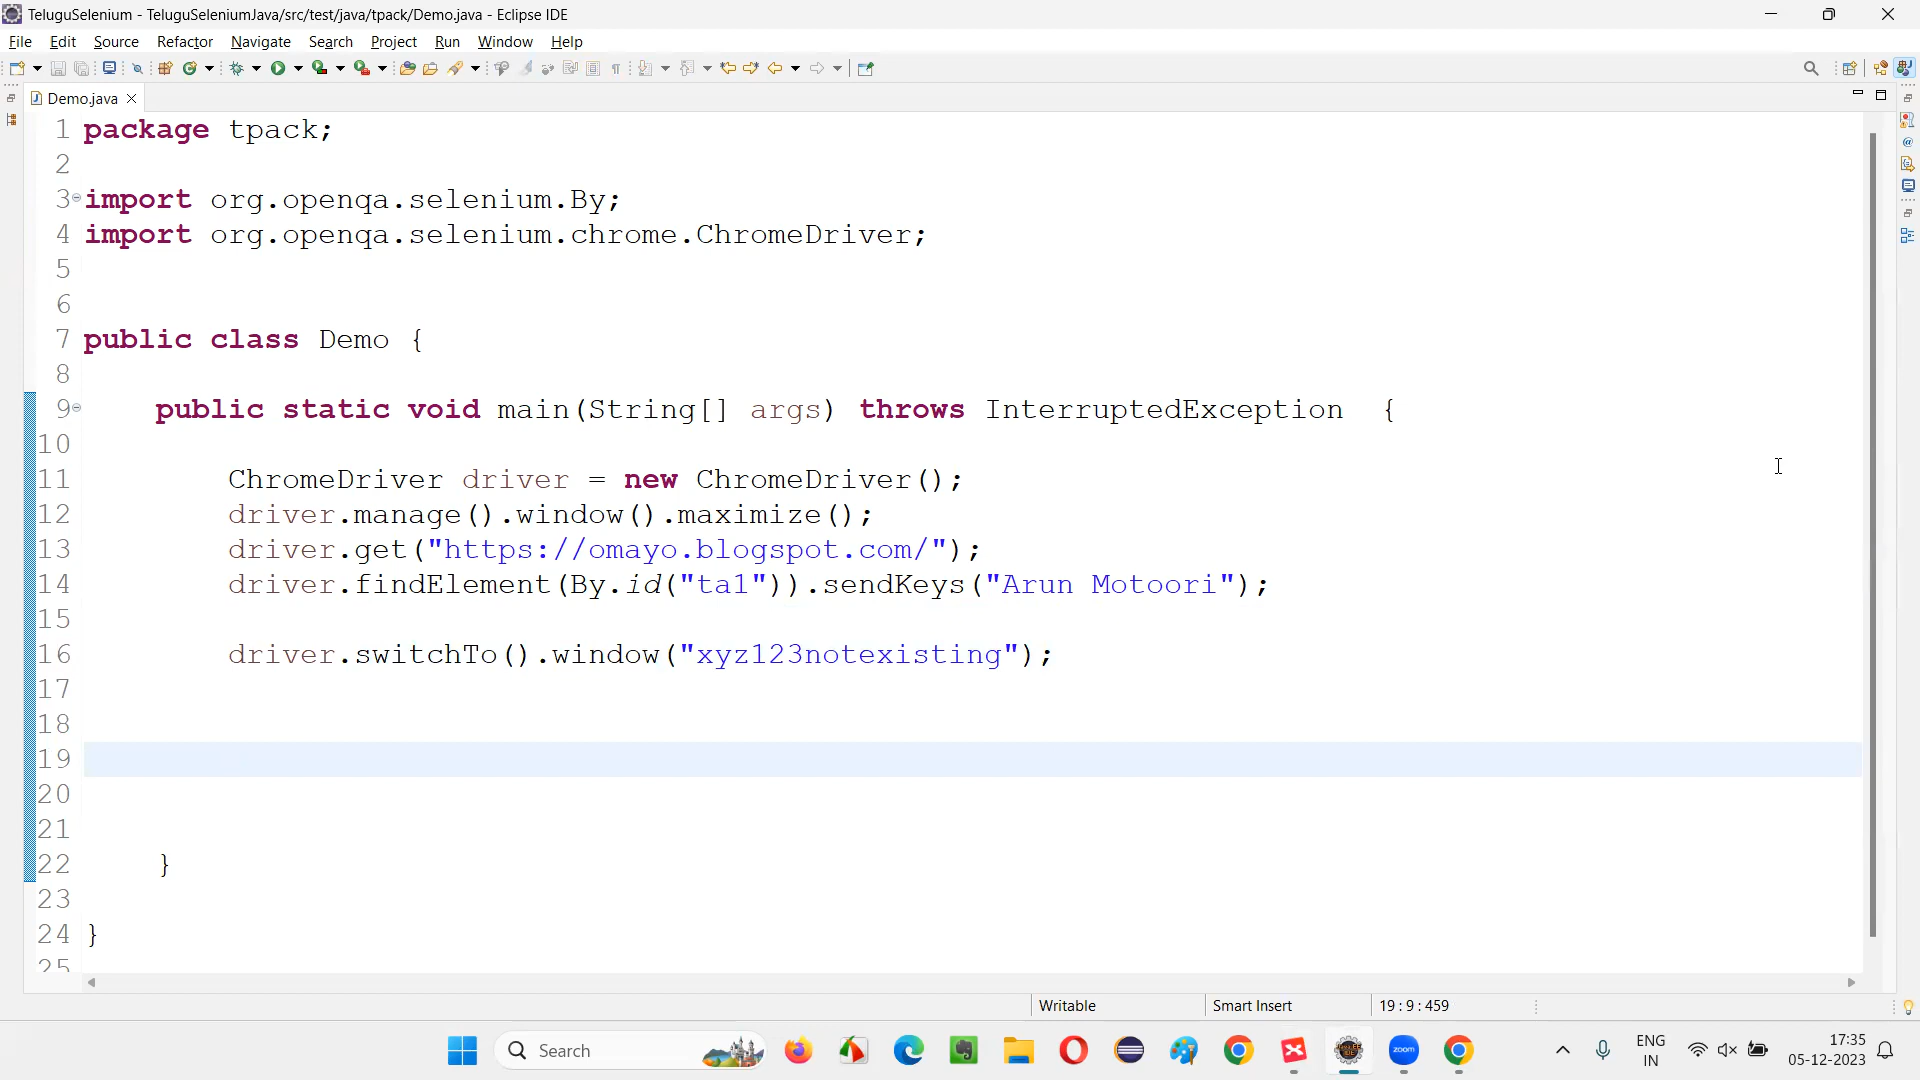 TeluguSelenium - TeluguSeleniumJava/src/test/java/tpack/Demo.java - Eclipse IDE
File Edit Source Refactor Navigate Search Project Run Window Help
Demo.java
1 package tpack;
2
3 import org.openqa.selenium.By;
4 import org.openqa.selenium.chrome.ChromeDriver;
5
6
7 public class Demo {
8
9 public static void main(String[] args) throws InterruptedException {
10
11 ChromeDriver driver = new ChromeDriver();
12 driver.manage().window().maximize();
13 driver.get("https://omayo.blogspot.com/");
14 driver.findElement(By.id("ta1")).sendKeys("Arun Motoori");
15
16 driver.switchTo().window("xyz123notexisting");
17
18
19
20
21
22 }
23
24 }
25
Writable Smart Insert 19 : 9 : 459
Search
zoom
ENG
IN
17:35
05-12-2023